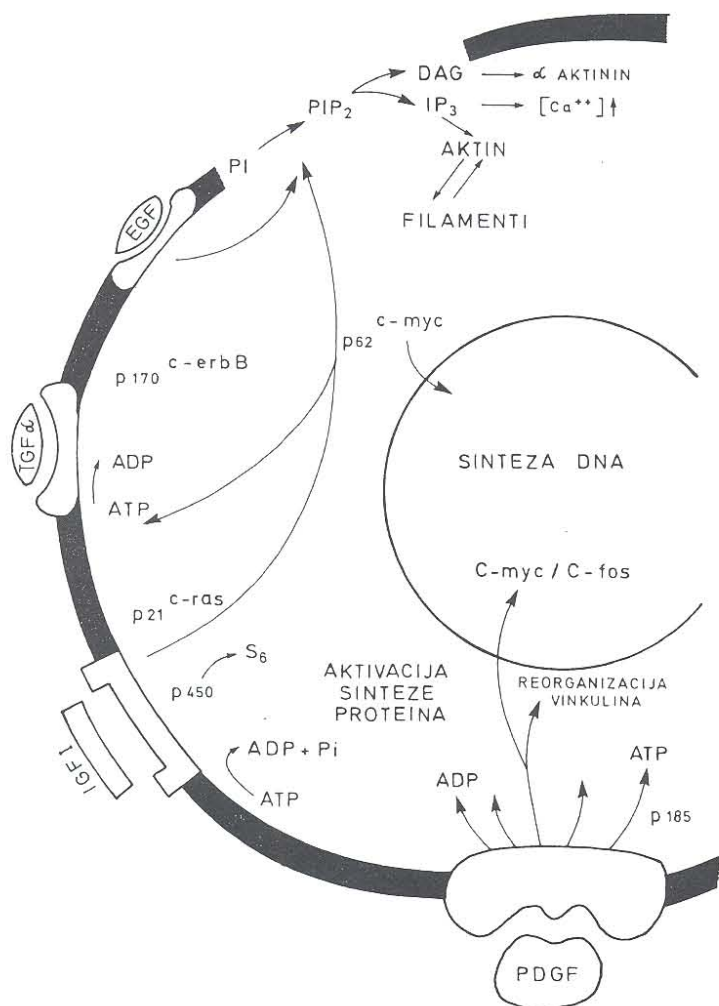 DAG → α AKTININ
PIP2
IP3 → [Ca++]↑
PI
AKTIN
EGF
FILAMENTI
c-myc
p62
p170 c-erbB
TGFα
ADP
SINTEZA DNA
ATP
C-myc / C-fos
p21 c-ras
S6
p450
AKTIVACIJA
SINTEZE
PROTEINA
REORGANIZACIJA
VINKULINA
IGF I
ADP + Pi
ATP
ADP
ATP
p185
PDGF